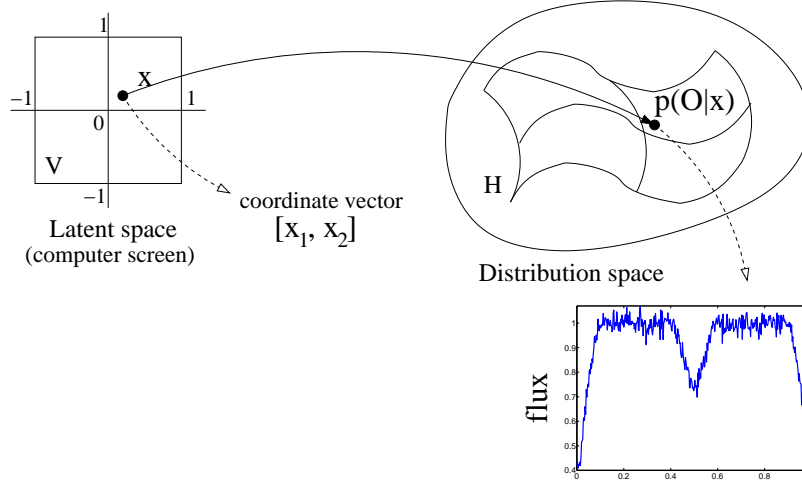 1
x
−1
1
0
V
−1
Latent space
(computer screen)
coordinate vector
[x₁, x₂]
p(O|x)
H
Distribution space
flux
1
0.9
0.8
0.7
0.6
0.5
0.4
0 0.2 0.4 0.6 0.8